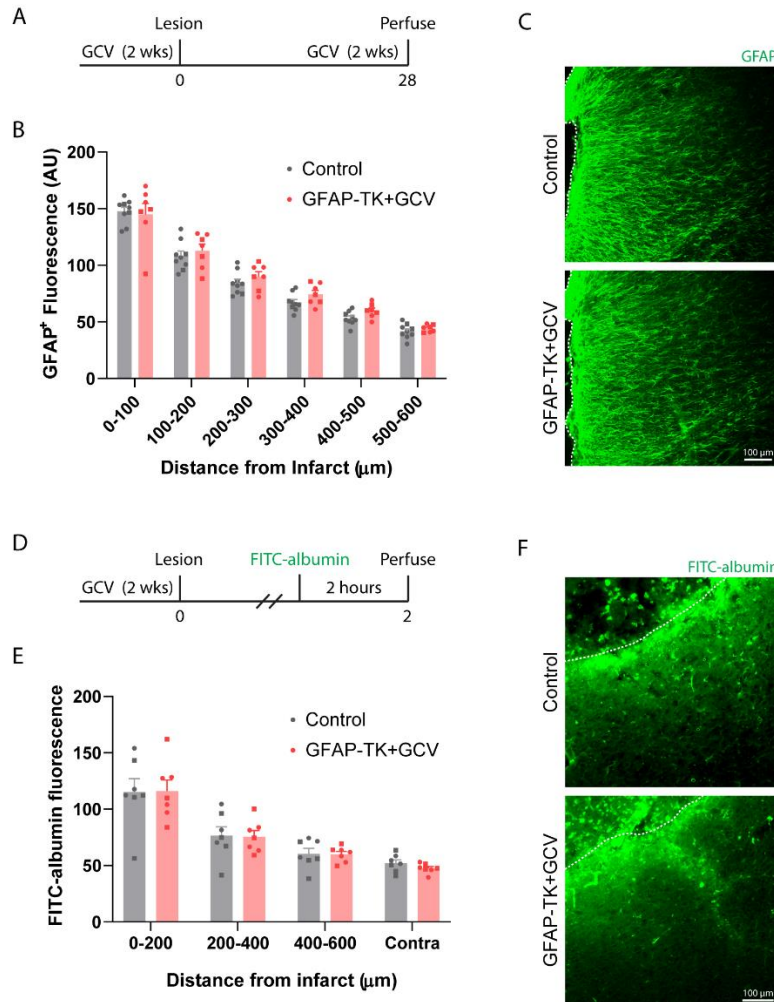 A
Lesion
Perfuse
GCV (2 wks)
GCV (2 wks)
0
28
B
GFAP⁺ Fluorescence (AU)
200
150
100
50
0
Control
GFAP-TK+GCV
0-100
100-200
200-300
300-400
400-500
500-600
Distance from Infarct (µm)
C
GFAP
Control
GFAP-TK+GCV
100 µm
D
Lesion
FITC-albumin
Perfuse
GCV (2 wks)
2 hours
0
2
E
FITC-albumin fluorescence
200
150
100
50
0
Control
GFAP-TK+GCV
0-200
200-400
400-600
Contra
Distance from infarct (µm)
F
FITC-albumin
Control
GFAP-TK+GCV
100 µm